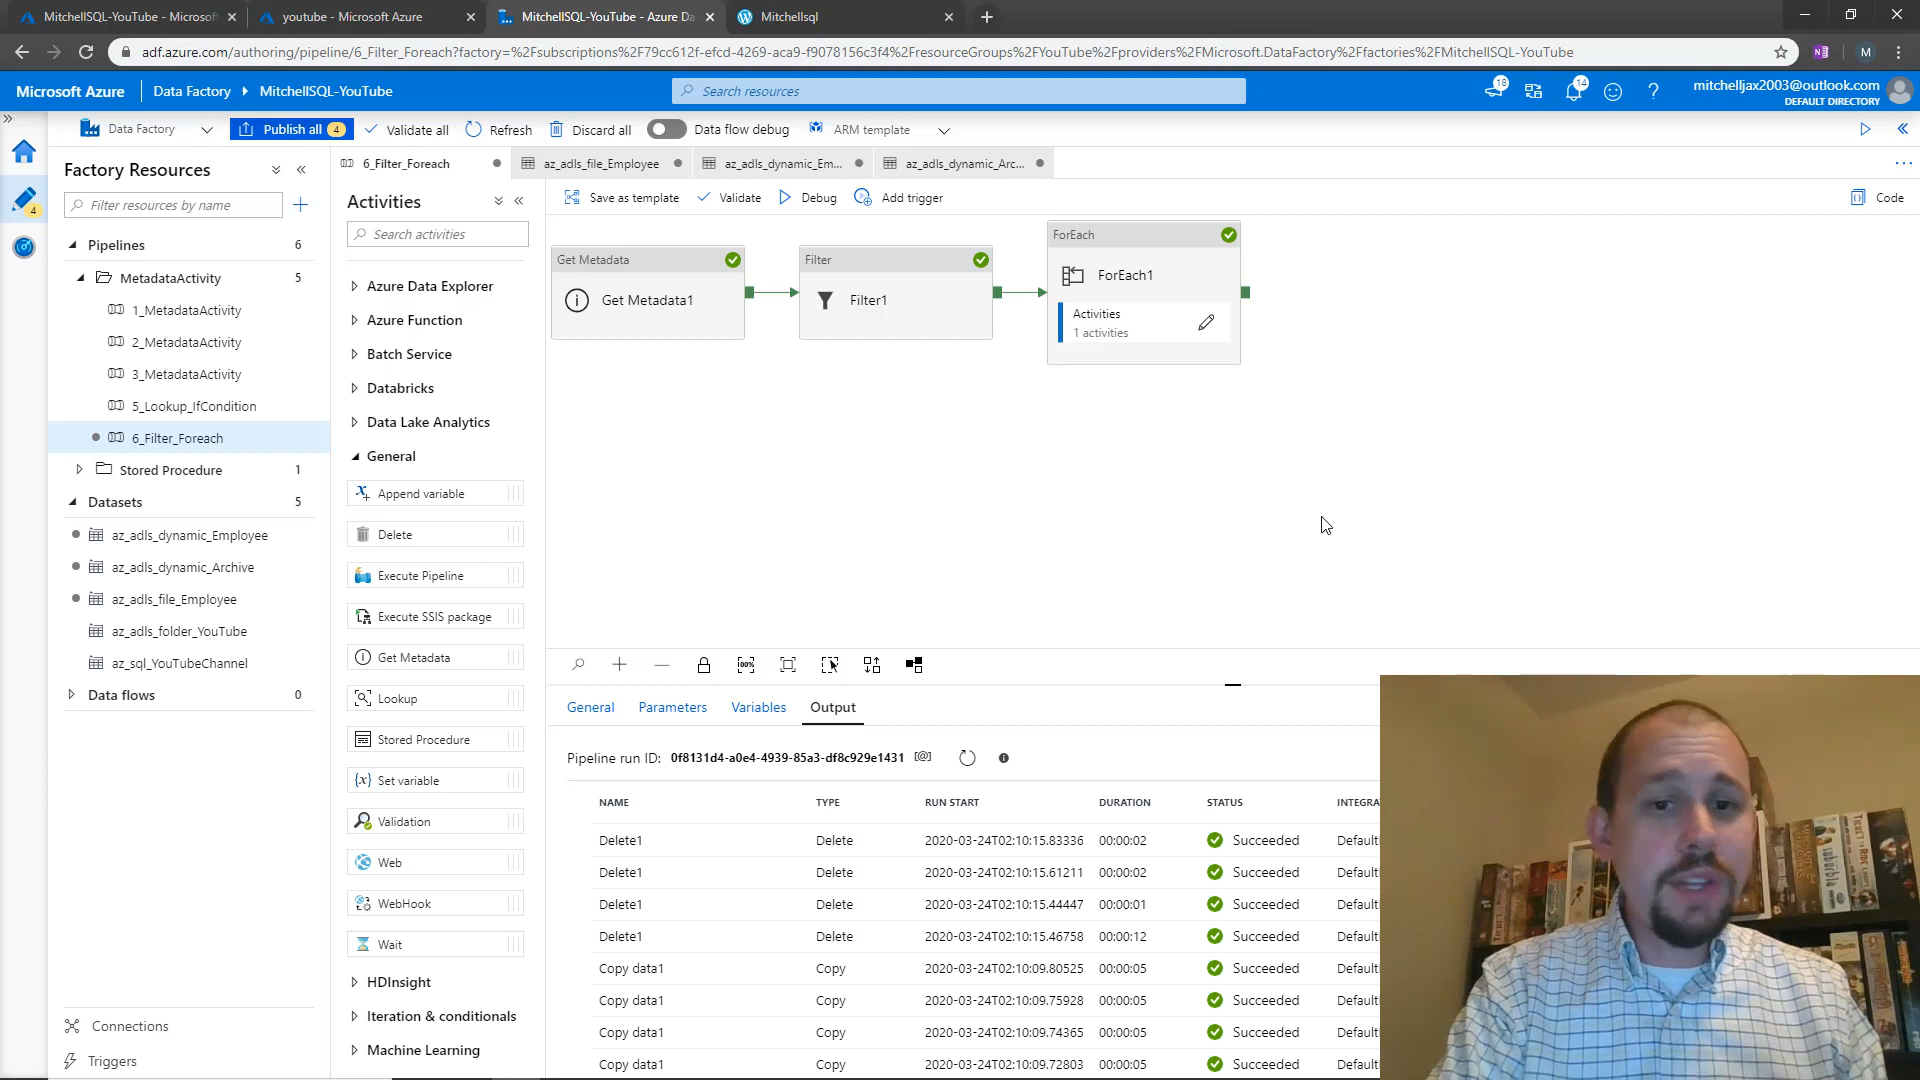 MitchellSQL-YouTube - Microsoft
youtube - Microsoft Azure
MitchellSQL-YouTube - Azure Da
Mitchellsql
adf.azure.com/authoring/pipeline/6_Filter_Foreach?factory=%2Fsubscriptions%2F79cc612f-efcd-4269-aca9-f9078156c3f4%2FresourceGroups%2FYouTube%2Fproviders%2FMicrosoft.DataFactory%2Ffactories%2FMitchellSQL-YouTube
M
Microsoft Azure
Data Factory
MitchellSQL-YouTube
Search resources
18
14
mitchelljax2003@outlook.com
DEFAULT DIRECTORY
Data Factory
Publish all 4
Validate all
Refresh
Discard all
Data flow debug
ARM template
4
Factory Resources
Filter resources by name
Pipelines 6
MetadataActivity 5
1_MetadataActivity
2_MetadataActivity
3_MetadataActivity
5_Lookup_IfCondition
6_Filter_Foreach
Stored Procedure 1
Datasets 5
az_adls_dynamic_Employee
az_adls_dynamic_Archive
az_adls_file_Employee
az_adls_folder_YouTube
az_sql_YouTubeChannel
Data flows 0
Connections
Triggers
6_Filter_Foreach
az_adls_file_Employee
az_adls_dynamic_Em...
az_adls_dynamic_Arc...
Activities
Search activities
Azure Data Explorer
Azure Function
Batch Service
Databricks
Data Lake Analytics
General
Append variable
Delete
Execute Pipeline
Execute SSIS package
Get Metadata
Lookup
Stored Procedure
Set variable
Validation
Web
WebHook
Wait
HDInsight
Iteration & conditionals
Machine Learning
Save as template
Validate
Debug
Add trigger
Code
Get Metadata
Get Metadata1
Filter
Filter1
ForEach
ForEach1
Activities
1 activities
100%
General
Parameters
Variables
Output
Pipeline run ID: 0f8131d4-a0e4-4939-85a3-df8c929e1431
NAME TYPE RUN START DURATION STATUS INTEGRA
Delete1 Delete 2020-03-24T02:10:15.83336 00:00:02 Succeeded Default
Delete1 Delete 2020-03-24T02:10:15.61211 00:00:02 Succeeded Default
Delete1 Delete 2020-03-24T02:10:15.44447 00:00:01 Succeeded Default
Delete1 Delete 2020-03-24T02:10:15.46758 00:00:12 Succeeded Default
Copy data1 Copy 2020-03-24T02:10:09.80525 00:00:05 Succeeded Default
Copy data1 Copy 2020-03-24T02:10:09.75928 00:00:05 Succeeded Default
Copy data1 Copy 2020-03-24T02:10:09.74365 00:00:05 Succeeded Default
Copy data1 Copy 2020-03-24T02:10:09.72803 00:00:05 Succeeded Default
suburbia